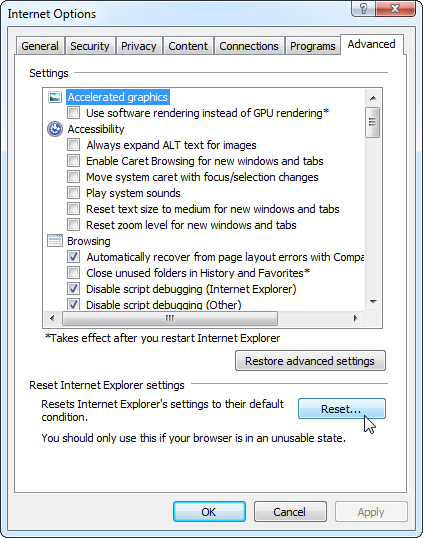 Internet Options
General Security Privacy Content Connections Programs Advanced
Settings
Accelerated graphics
Use software rendering instead of GPU rendering*
Accessibility
Always expand ALT text for images
Enable Caret Browsing for new windows and tabs
Move system caret with focus/selection changes
Play system sounds
Reset text size to medium for new windows and tabs
Reset zoom level for new windows and tabs
Browsing
Automatically recover from page layout errors with Compa
Close unused folders in History and Favorites*
Disable script debugging (Internet Explorer)
Disable script debugging (Other)
*Takes effect after you restart Internet Explorer
Restore advanced settings
Reset Internet Explorer settings
Resets Internet Explorer's settings to their default
condition.
Reset...
You should only use this if your browser is in an unusable state.
OK Cancel Apply